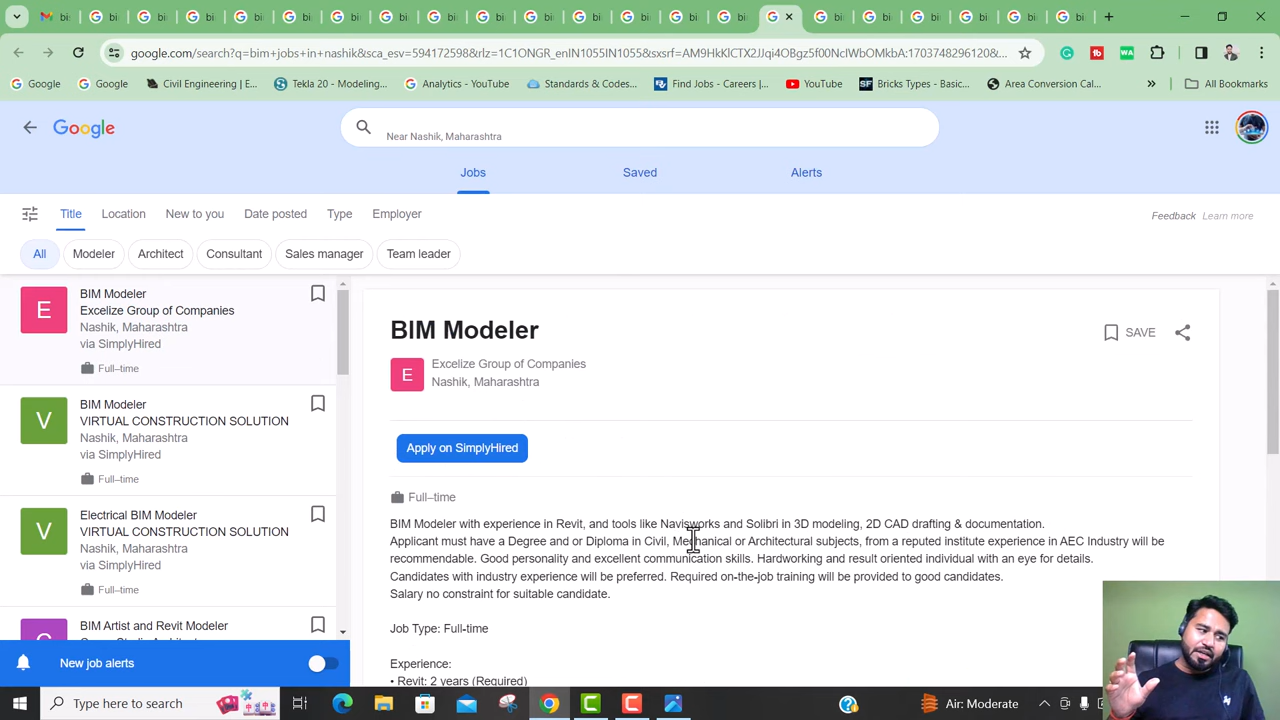 google.com/search?q=bim+jobs+in+nashik&sca_esv=594172598&rlz=1C1ONGR_enIN1055IN1055&sxsrf=AM9HkKlCTX2JJqi4OBgz5f00NcIWbOMkbA:1703748296120&...
Google
Google
Civil Engineering | E...
Tekla 20 - Modeling...
Analytics - YouTube
Standards & Codes...
Find Jobs - Careers |...
YouTube
SF
Bricks Types - Basic...
Area Conversion Cal...
»
All Bookmarks
Google
Near Nashik, Maharashtra
Jobs
Saved
Alerts
Title
Location
New to you
Date posted
Type
Employer
Feedback
Learn more
All
Modeler
Architect
Consultant
Sales manager
Team leader
E
BIM Modeler
Excelize Group of Companies
Nashik, Maharashtra
via SimplyHired
Full–time
V
BIM Modeler
VIRTUAL CONSTRUCTION SOLUTION
Nashik, Maharashtra
via SimplyHired
Full–time
V
Electrical BIM Modeler
VIRTUAL CONSTRUCTION SOLUTION
Nashik, Maharashtra
via SimplyHired
Full–time
BIM Artist and Revit Modeler
New job alerts
BIM Modeler
SAVE
E
Excelize Group of Companies
Nashik, Maharashtra
Apply on SimplyHired
Full–time
BIM Modeler with experience in Revit, and tools like Navisworks and Solibri in 3D modeling, 2D CAD drafting & documentation.
Applicant must have a Degree and or Diploma in Civil, Mechanical or Architectural subjects, from a reputed institute experience in AEC Industry will be
recommendable. Good personality and excellent communication skills. Hardworking and result oriented individual with an eye for details.
Candidates with industry experience will be preferred. Required on-the-job training will be provided to good candidates.
Salary no constraint for suitable candidate.
Job Type: Full-time
Experience:
• Revit: 2 years (Required)
Type here to search
Air: Moderate